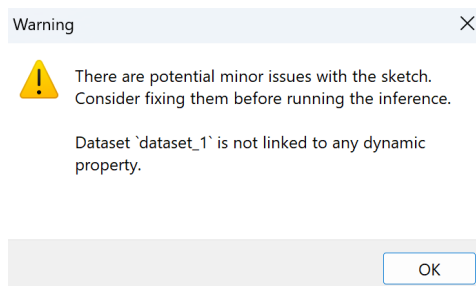 Warning
There are potential minor issues with the sketch.
Consider fixing them before running the inference.
Dataset `dataset_1` is not linked to any dynamic
property.
OK